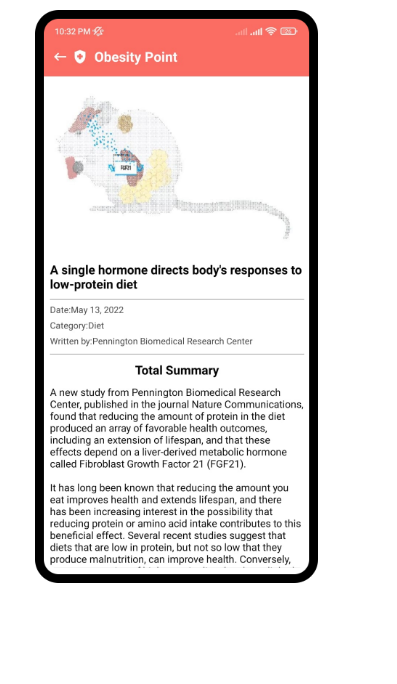 10:32 PM
Obesity Point
FGF21
A single hormone directs body's responses to
low-protein diet
Date:May 13, 2022
Category:Diet
Written by:Pennington Biomedical Research Center
Total Summary
A new study from Pennington Biomedical Research
Center, published in the journal Nature Communications,
found that reducing the amount of protein in the diet
produced an array of favorable health outcomes,
including an extension of lifespan, and that these
effects depend on a liver-derived metabolic hormone
called Fibroblast Growth Factor 21 (FGF21).
It has long been known that reducing the amount you
eat improves health and extends lifespan, and there
has been increasing interest in the possibility that
reducing protein or amino acid intake contributes to this
beneficial effect. Several recent studies suggest that
diets that are low in protein, but not so low that they
produce malnutrition, can improve health. Conversely,